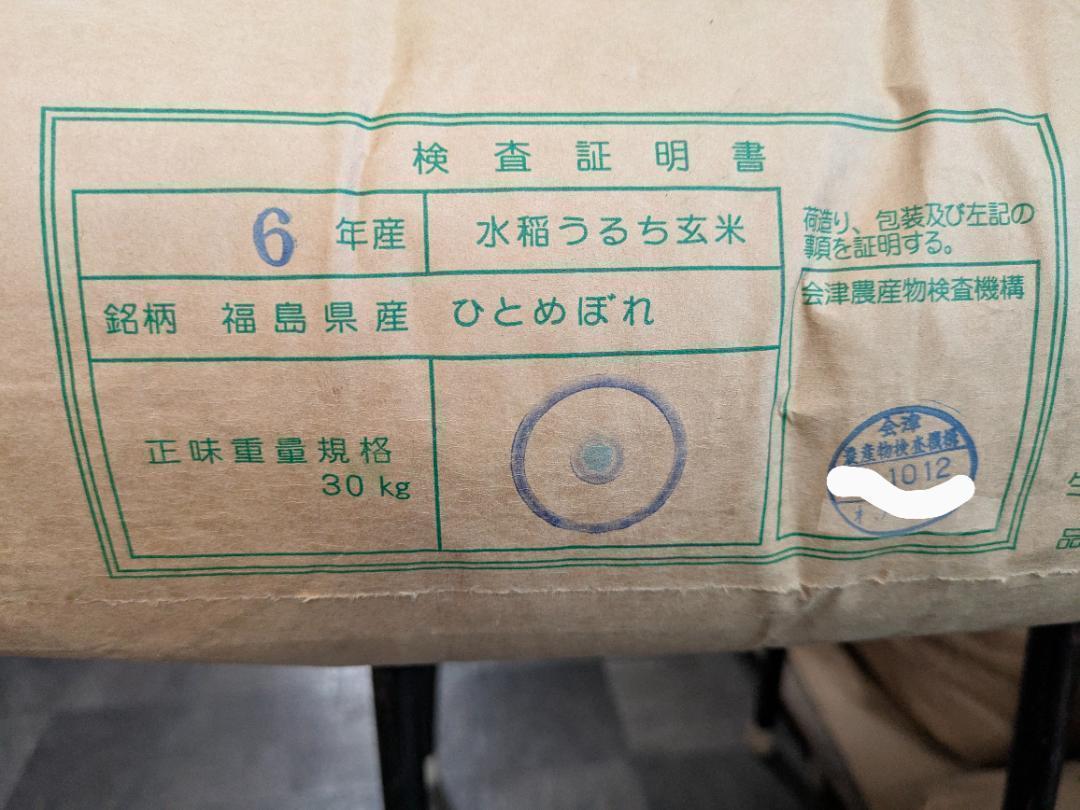 検査証明書
6年産 水稲うるち玄米
銘柄 福島県産 ひとめぼれ
正味重量規格
30kg
荷造り、包装及び左記の
事項を証明する。
会津農産物検査機構
会津
農産物検査機構
1012
生
品